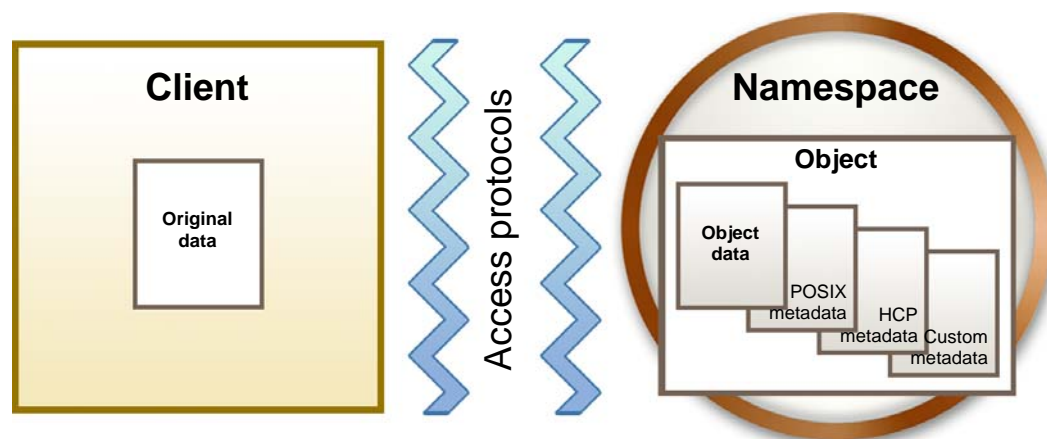 Client
Original
data
Access protocols
Namespace
Object
Object
data
POSIX
metadata
HCP
metadata
Custom
metadata